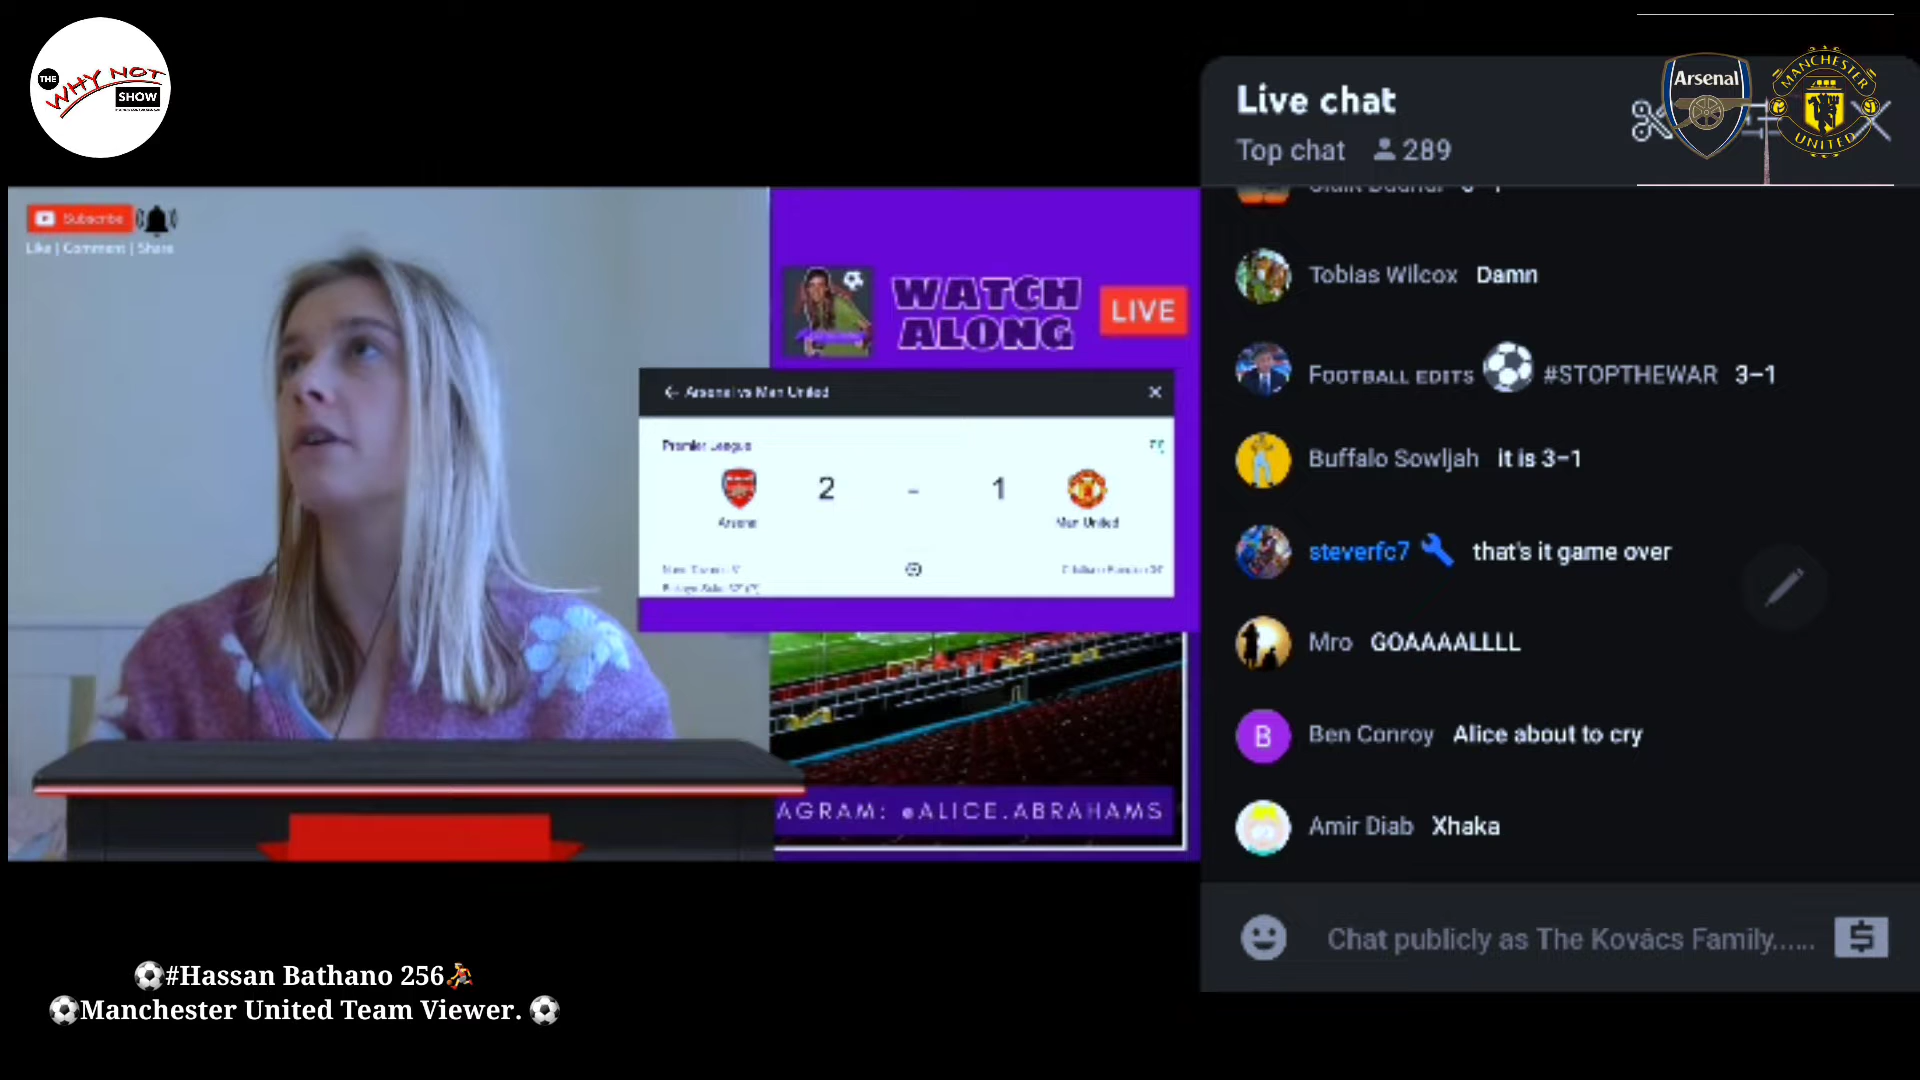 THE
WHY NOT
SHOW
Subscribe
Like | Comment | Share
WATCH
ALONG
LIVE
Arsenal vs Man United
Premier League
2 - 1
Arsenal
Man United
AGRAM: @ALICE.ABRAHAMS
⚽#Hassan Bathano 256
⚽Manchester United Team Viewer. ⚽
Live chat
Top chat 289
Arsenal
MANCHESTER
UNITED
Tobias Wilcox Damn
FOOTBALL EDITS ⚽ #STOPTHEWAR 3–1
Buffalo Sowljah it is 3–1
steverfc7 that's it game over
Mro GOAAAALLLL
B
Ben Conroy Alice about to cry
Amir Diab Xhaka
Chat publicly as The Kovács Family......